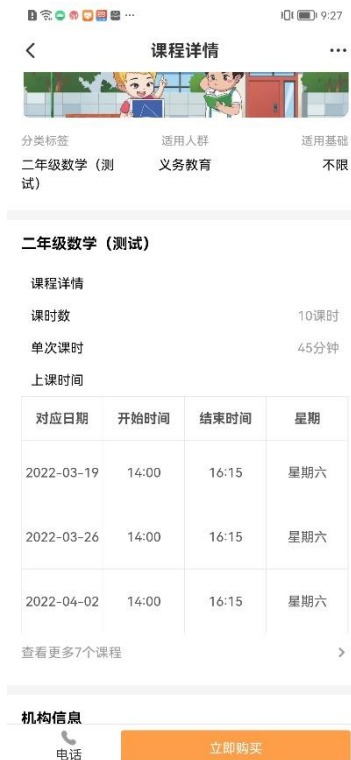 9:27
课程详情
分类标签 适用人群 适用基础
二年级数学（测 义务教育 不限
试）
二年级数学（测试）
课程详情
课时数 10课时
单次课时 45分钟
上课时间
对应日期 开始时间 结束时间 星期
2022-03-19 14:00 16:15 星期六
2022-03-26 14:00 16:15 星期六
2022-04-02 14:00 16:15 星期六
查看更多7个课程
机构信息
电话 立即购买